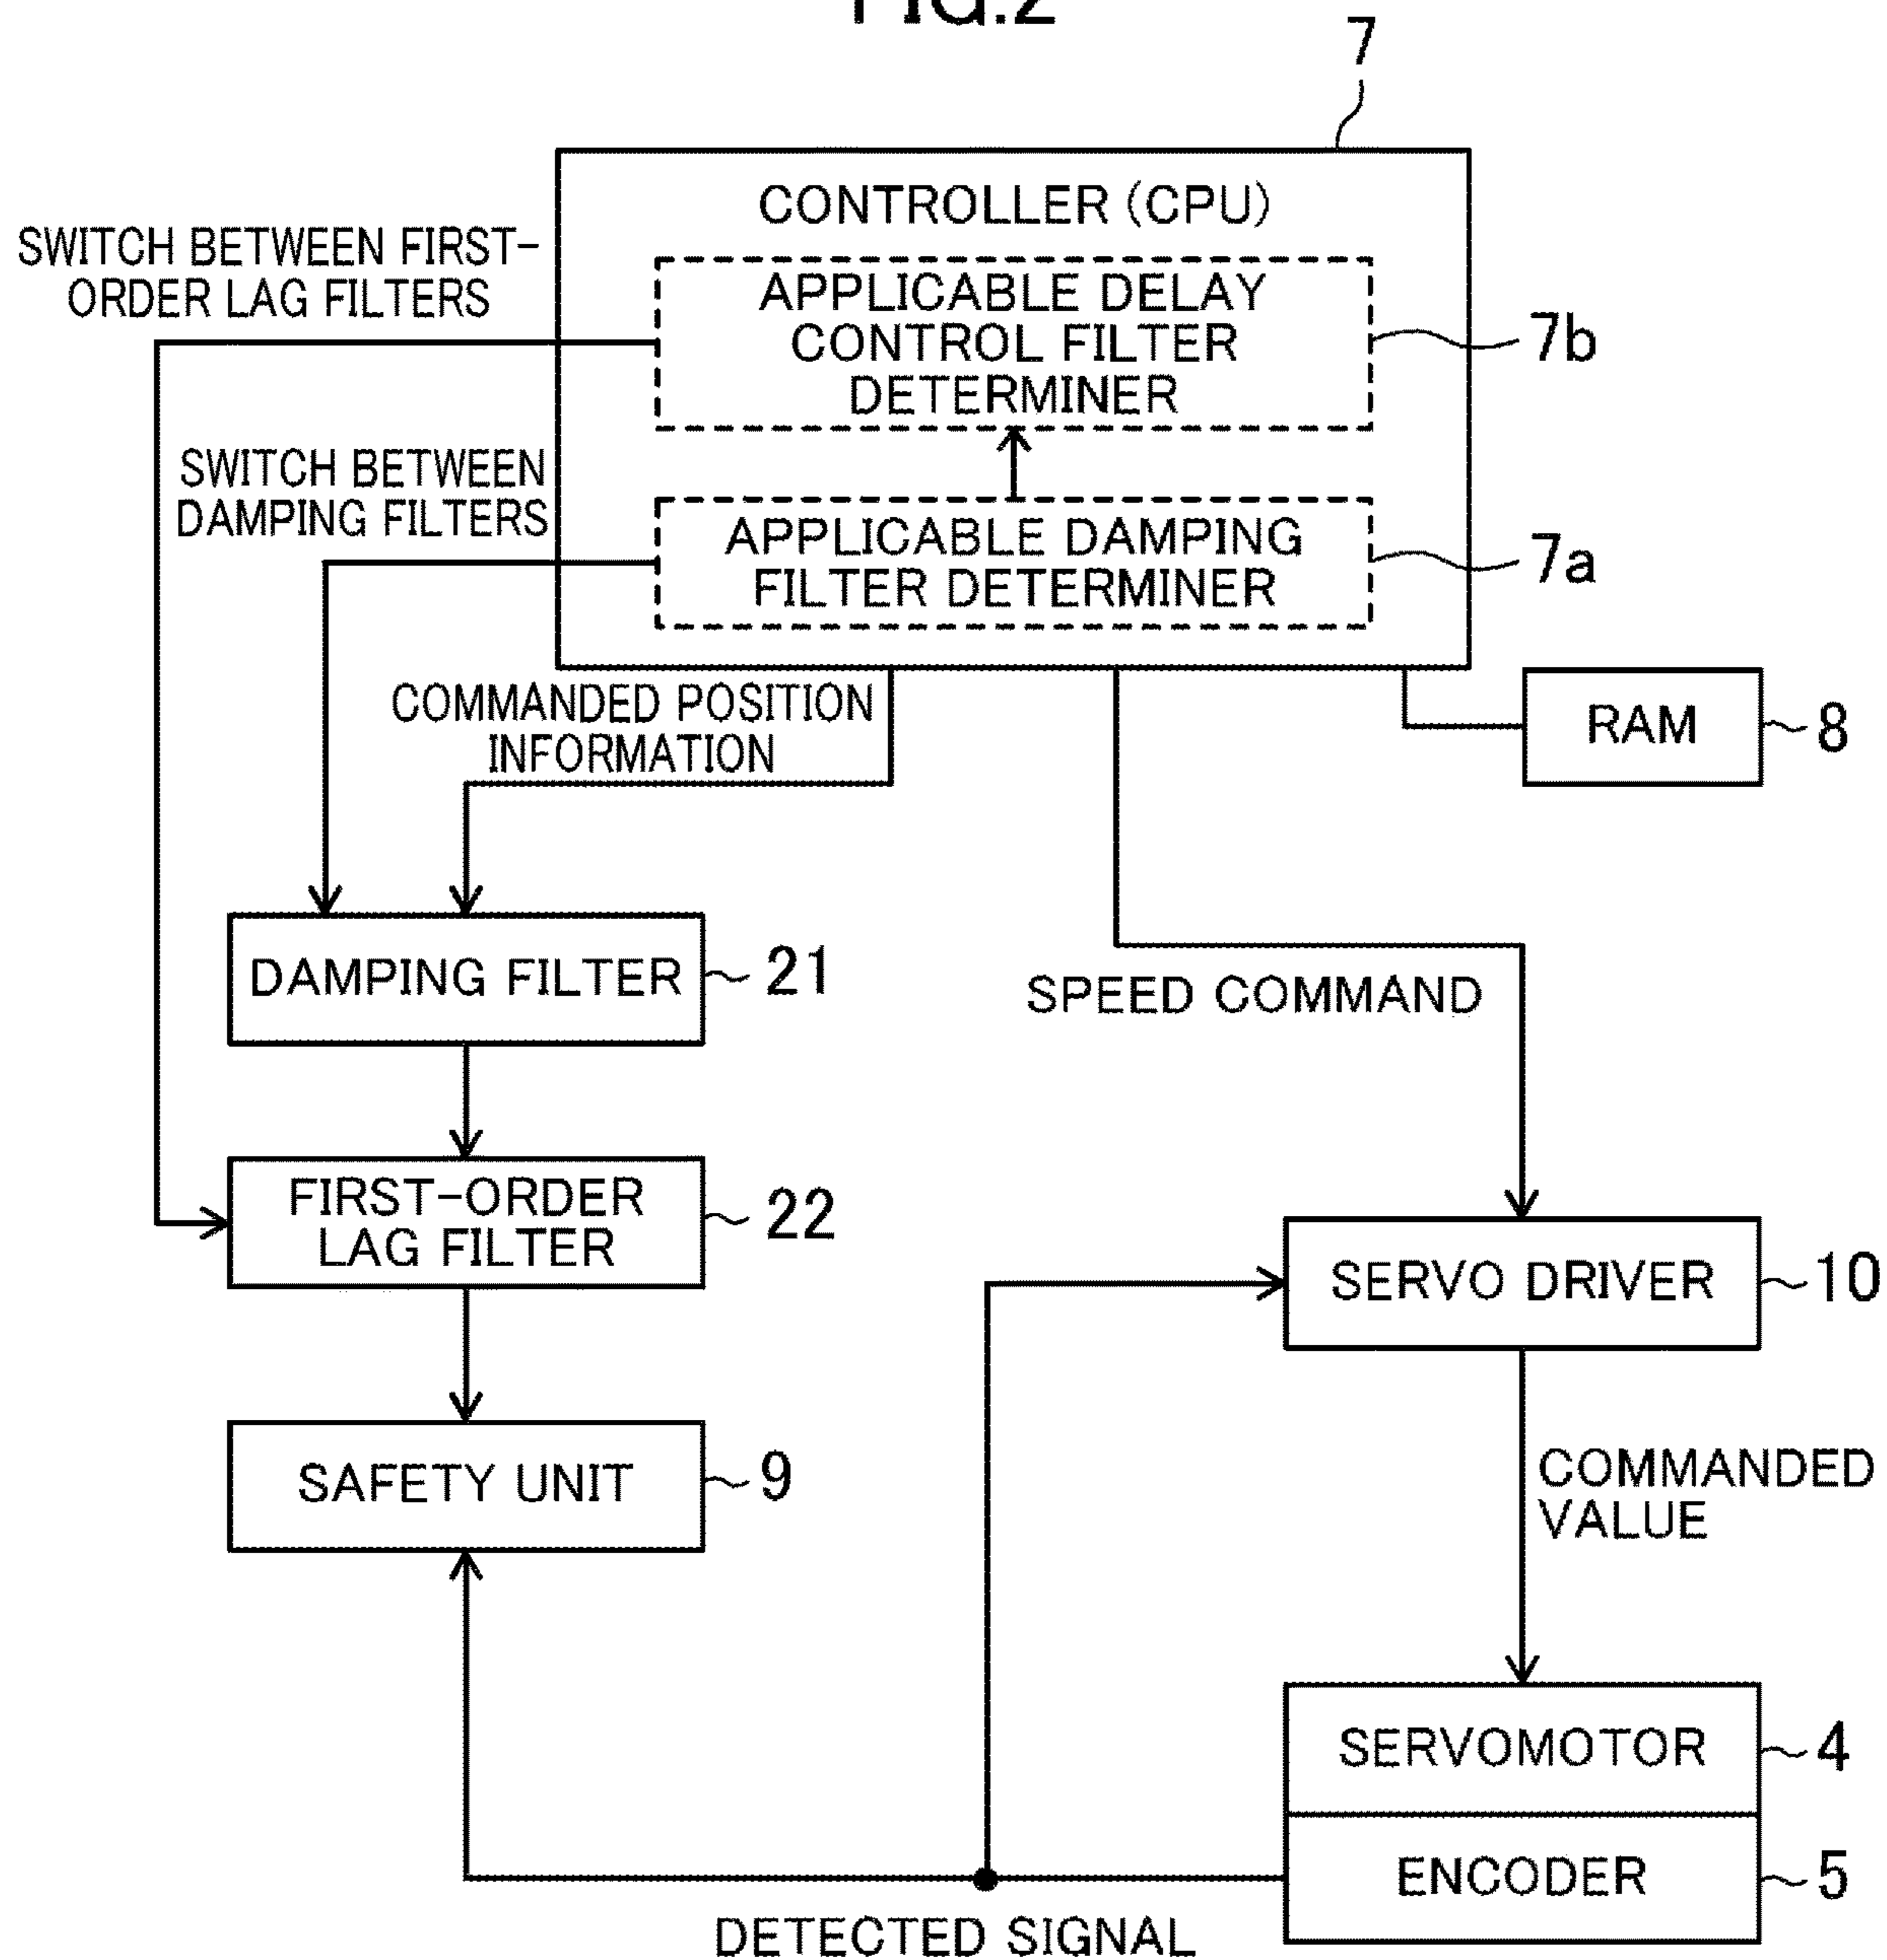 FIG.2
7
CONTROLLER (CPU)
SWITCH BETWEEN FIRST-
ORDER LAG FILTERS
APPLICABLE DELAY
CONTROL FILTER
DETERMINER
7b
SWITCH BETWEEN
DAMPING FILTERS
APPLICABLE DAMPING
FILTER DETERMINER
7a
COMMANDED POSITION
INFORMATION
RAM
8
DAMPING FILTER
21
SPEED COMMAND
FIRST-ORDER
LAG FILTER
22
SERVO DRIVER
10
SAFETY UNIT
9
COMMANDED
VALUE
SERVOMOTOR
4
ENCODER
5
DETECTED SIGNAL